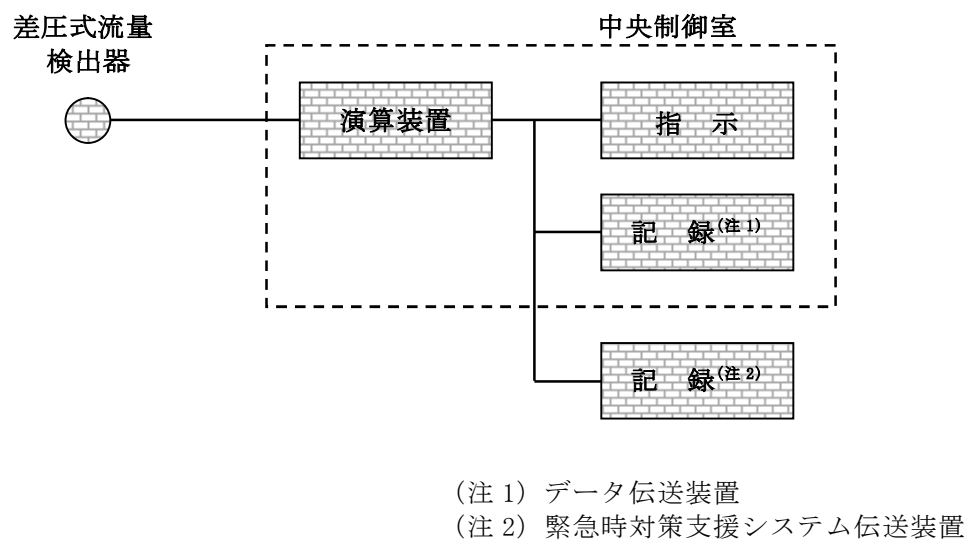 差圧式流量
検出器
中央制御室
演算装置
指　示
記　録(注1)
記　録(注2)
(注1) データ伝送装置
(注2) 緊急時対策支援システム伝送装置